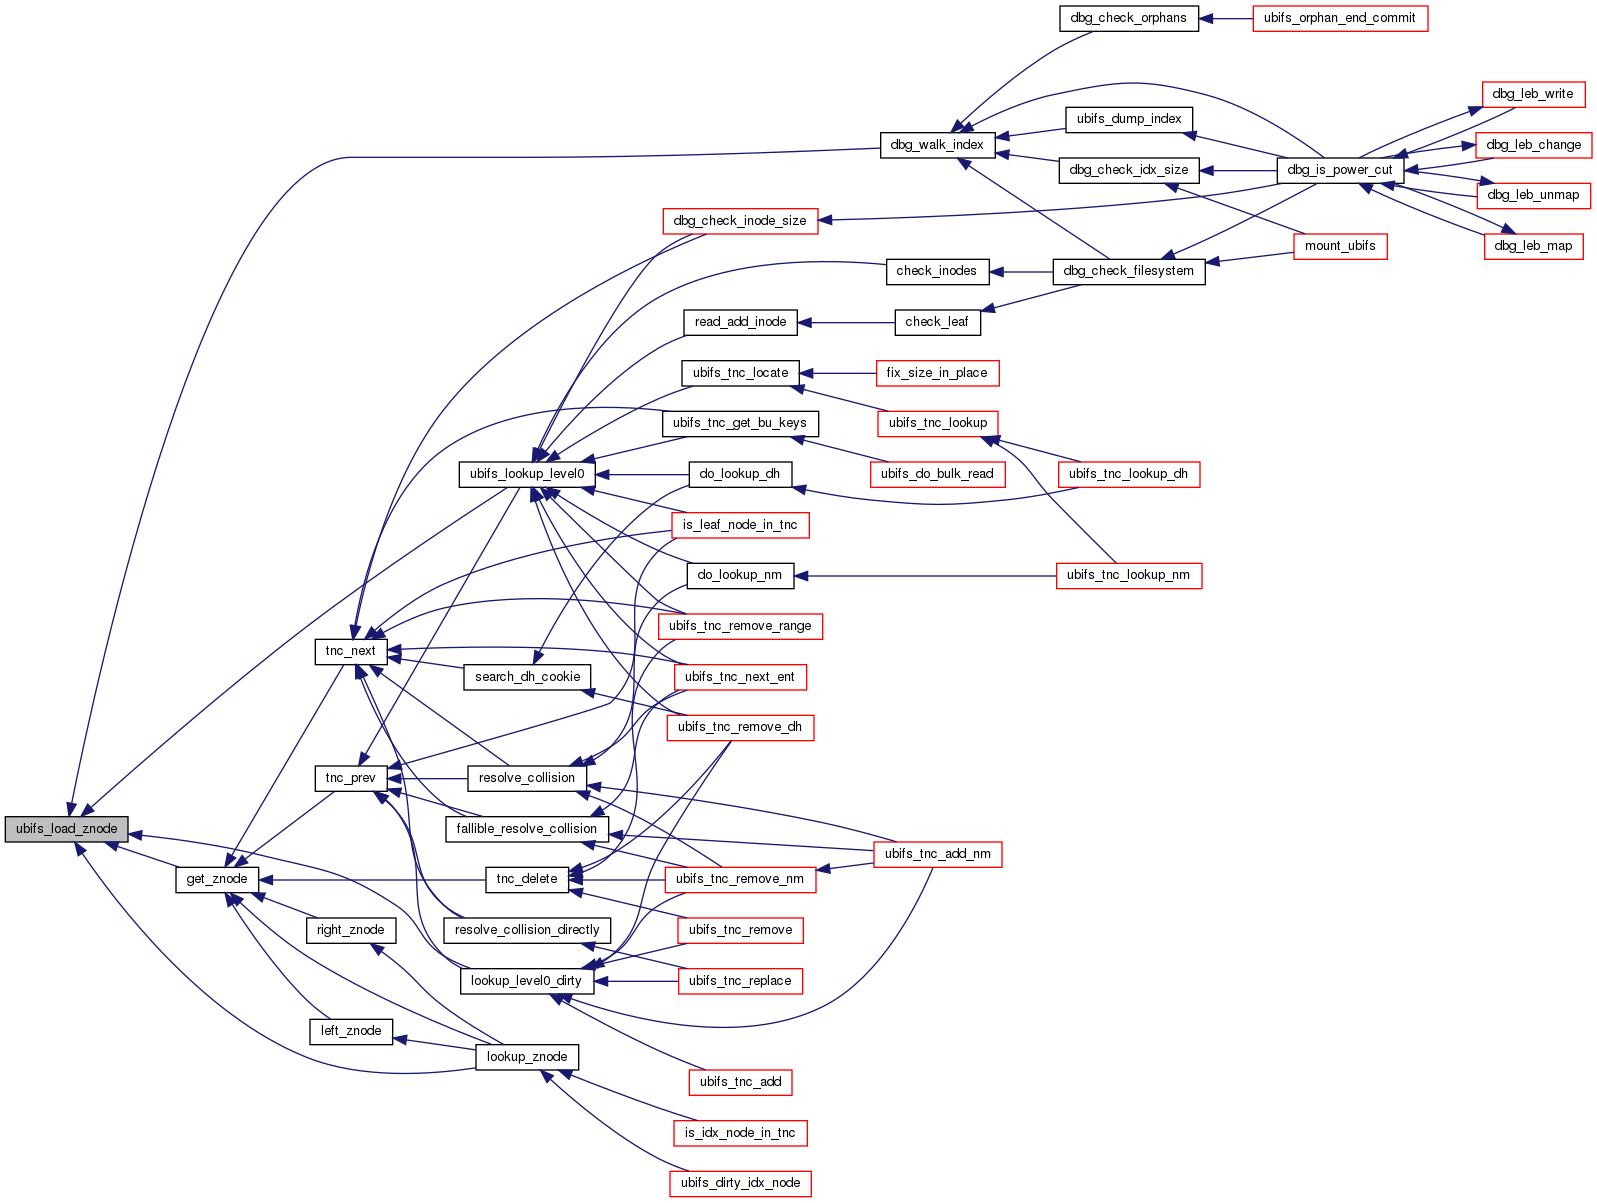 dbg_check_orphans
ubifs_orphan_end_commit
dbg_leb_write
ubifs_dump_index
dbg_walk_index
dbg_leb_change
dbg_check_idx_size
dbg_is_power_cut
dbg_leb_unmap
dbg_check_inode_size
mount_ubifs
dbg_leb_map
check_inodes
dbg_check_filesystem
read_add_inode
check_leaf
ubifs_tnc_locate
fix_size_in_place
ubifs_tnc_get_bu_keys
ubifs_tnc_lookup
ubifs_lookup_level0
do_lookup_dh
ubifs_do_bulk_read
ubifs_tnc_lookup_dh
is_leaf_node_in_tnc
do_lookup_nm
ubifs_tnc_lookup_nm
ubifs_tnc_remove_range
tnc_next
search_dh_cookie
ubifs_tnc_next_ent
ubifs_tnc_remove_dh
tnc_prev
resolve_collision
ubifs_load_znode
fallible_resolve_collision
ubifs_tnc_add_nm
get_znode
tnc_delete
ubifs_tnc_remove_nm
right_znode
resolve_collision_directly
ubifs_tnc_remove
lookup_level0_dirty
ubifs_tnc_replace
left_znode
lookup_znode
ubifs_tnc_add
is_idx_node_in_tnc
ubifs_dirty_idx_node